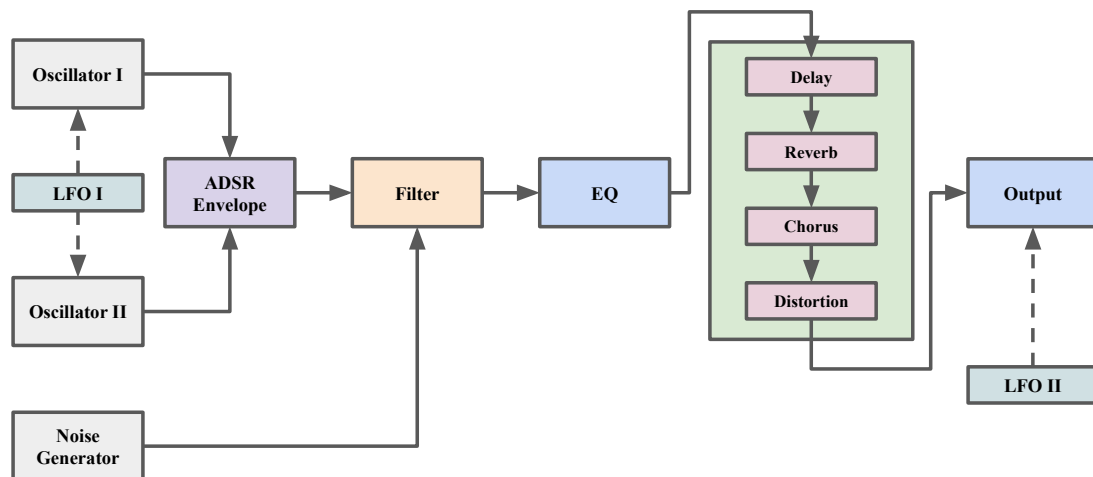 Oscillator I
LFO I
Oscillator II
Noise
Generator
ADSR
Envelope
Filter
EQ
Delay
Reverb
Chorus
Distortion
Output
LFO II